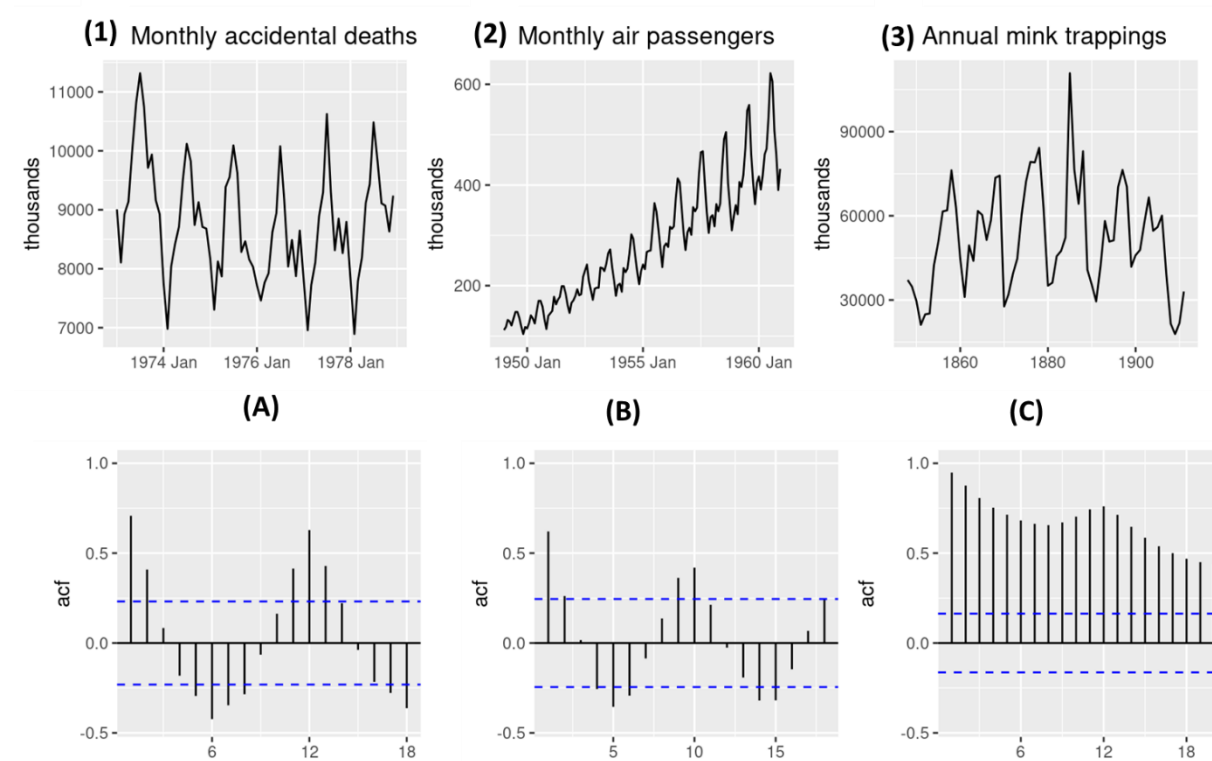 (1) Monthly accidental deaths
(2) Monthly air passengers
(3) Annual mink trappings
thousands
11000
10000
9000
8000
7000
1974 Jan
1976 Jan
1978 Jan
thousands
600
400
200
1950 Jan
1955 Jan
1960 Jan
thousands
90000
60000
30000
1860
1880
1900
(A)
(B)
(C)
acf
1.0
0.5
0.0
-0.5
6
12
18
acf
1.0
0.5
0.0
-0.5
5
10
15
acf
1.0
0.5
0.0
-0.5
6
12
18